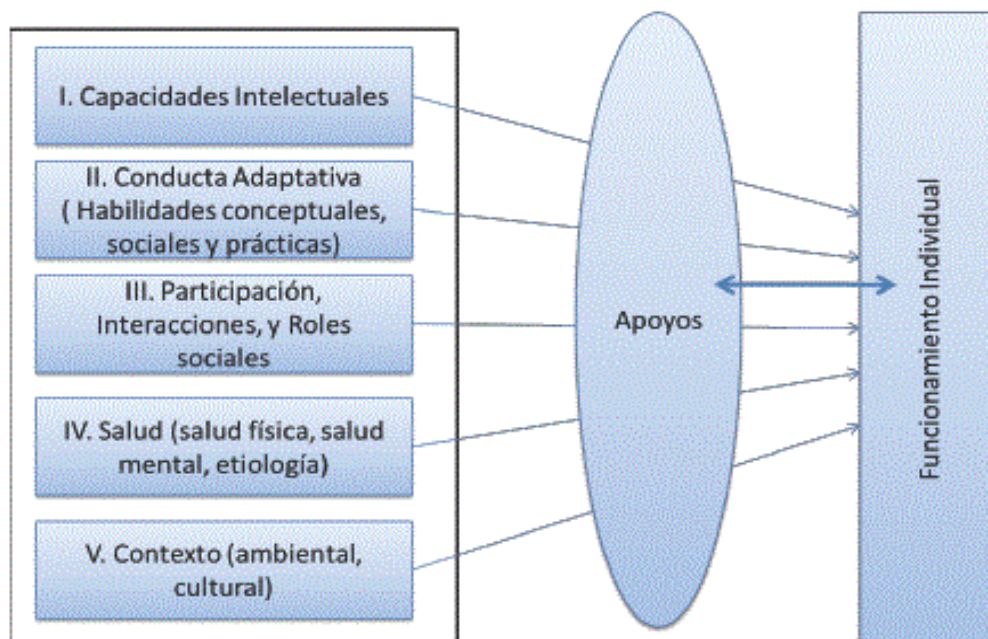 I. Capacidades Intelectuales
II. Conducta Adaptativa
( Habilidades conceptuales,
sociales y prácticas)
III. Participación,
Interacciones, y Roles
sociales
IV. Salud (salud física, salud
mental, etiología)
V. Contexto (ambiental,
cultural)
Apoyos
Funcionamiento Individual